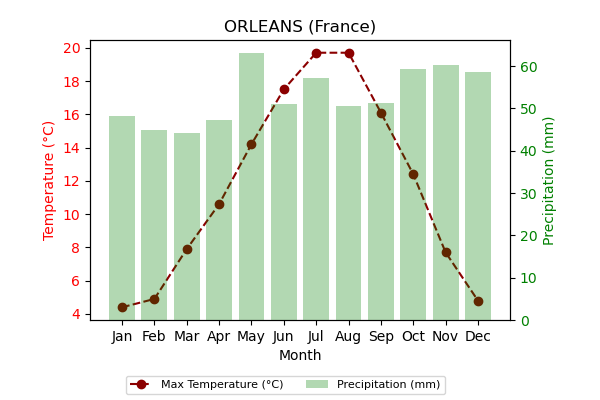 ORLEANS (France)
20
18
16
14
12
10
8
6
4
Temperature (°C)
60
50
40
30
20
10
0
Precipitation (mm)
Jan Feb Mar Apr May Jun Jul Aug Sep Oct Nov Dec
Month
Max Temperature (°C) Precipitation (mm)